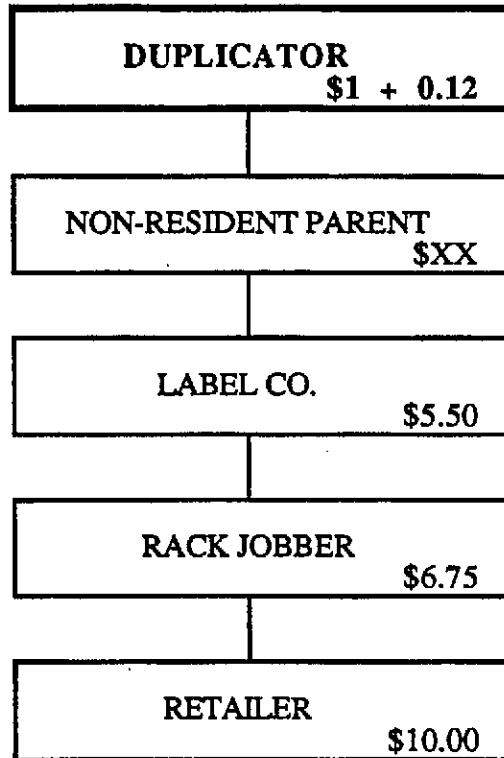 DUPLICATOR
$1 + 0.12
NON-RESIDENT PARENT
$XX
LABEL CO.
$5.50
RACK JOBBER
$6.75
RETAILER
$10.00